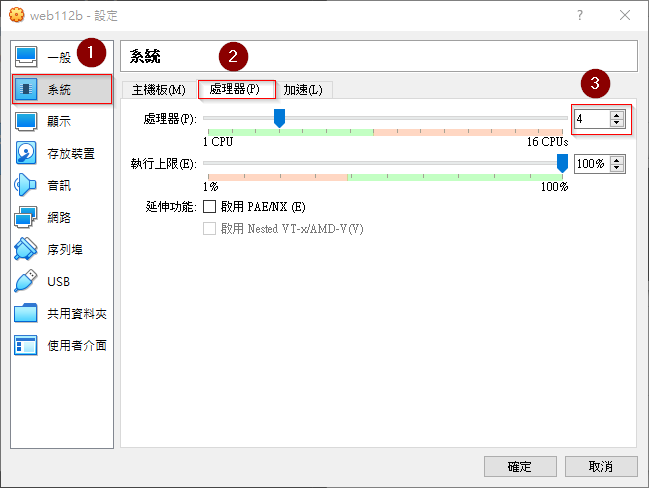 web112b - 設定
? ×
1
一般
系統
顯示
存放裝置
音訊
網路
序列埠
USB
共用資料夾
使用者介面
系統
2
主機板(M)
處理器(P)
加速(L)
3
處理器(P):
4
1 CPU
16 CPUs
執行上限(E):
100%
1%
100%
延伸功能:
啟用 PAE/NX (E)
啟用 Nested VT-x/AMD-V(V)
確定
取消